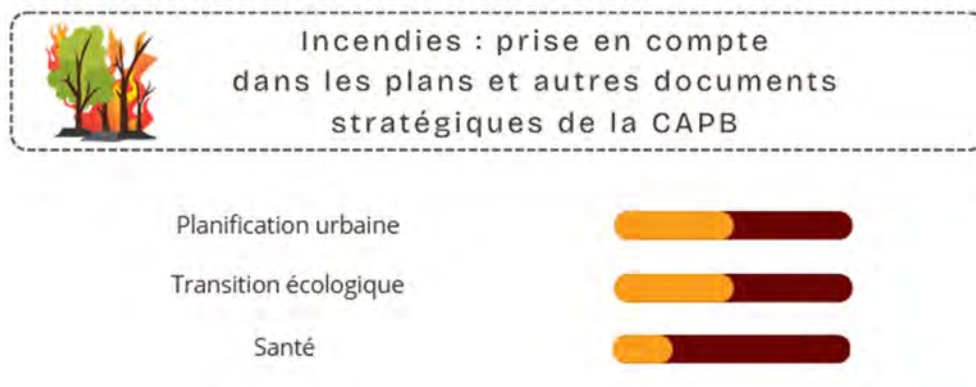 Incendies : prise en compte
dans les plans et autres documents
stratégiques de la CAPB
Planification urbaine
Transition écologique
Santé